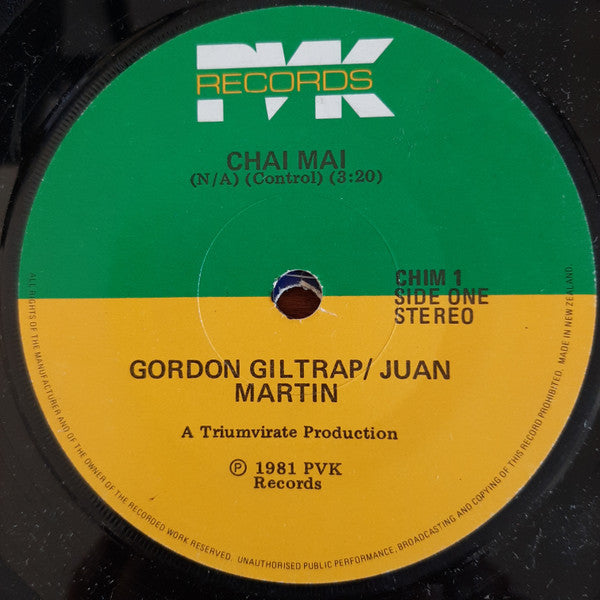 PVK
RECORDS
CHAI MAI
(N/A) (Control) (3:20)
CHIM 1
SIDE ONE
STEREO
GORDON GILTRAP/ JUAN
MARTIN
A Triumvirate Production
℗ 1981 PVK
Records
ALL RIGHTS OF THE MANUFACTURER AND OF THE OWNER OF THE RECORDED WORK RESERVED. UNAUTHORISED PUBLIC PERFORMANCE, BROADCASTING AND COPYING OF THIS RECORD PROHIBITED. MADE IN NEW ZEALAND